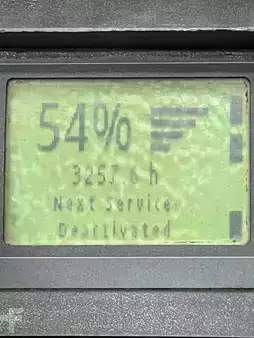 54%
3257.6 h
Next Service
Deactivated